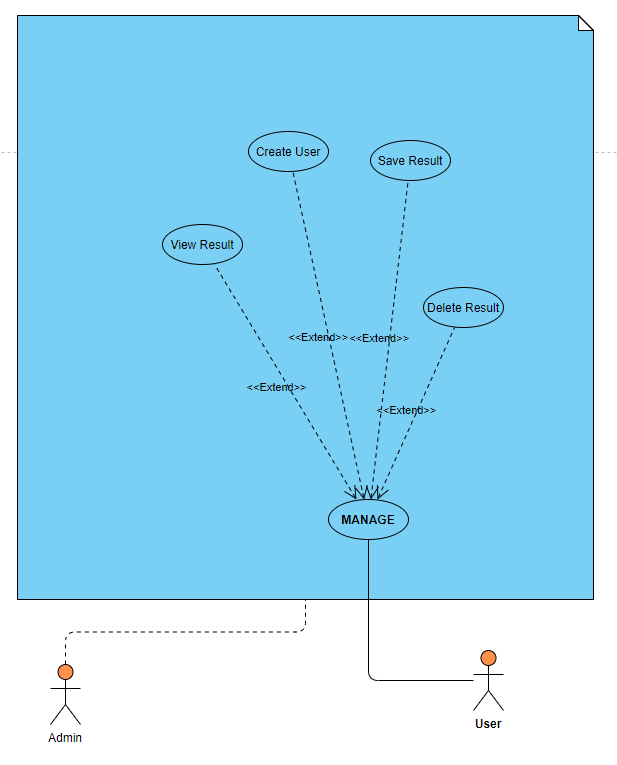 Create User
Save Result
View Result
Delete Result
<<Extend>>
<<Extend>>
<<Extend>>
<<Extend>>
MANAGE
User
Admin